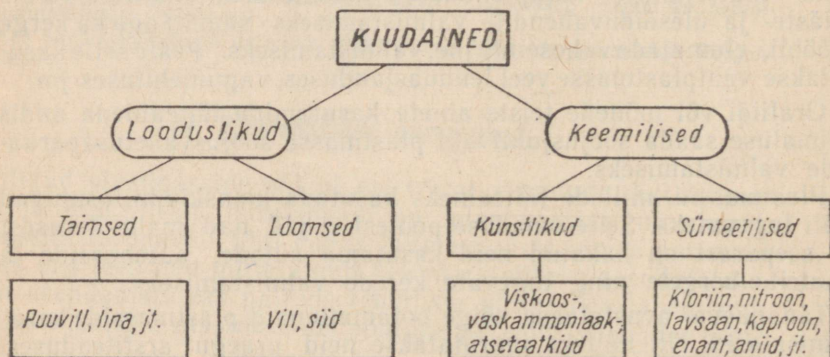 KIUDAINED
Looduslikud
Keemilised
Taimsed
Loomsed
Kunstlikud
Sünteetilised
Puuvill, lina, jt.
Vill, siid
Viskoos-,
vaskammoniaak-,
atsetaatkiud
Kloriin, nitroon,
lavsaan, kaproon,
enant, aniid, jt.